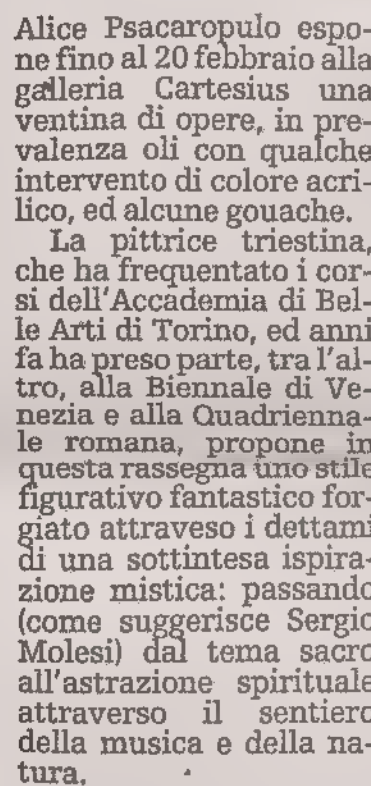 Alice Psacaropulo espo-
ne fino al 20 febbraio alla
galleria Cartesius una
ventina di opere, in pre-
valenza oli con qualche
intervento di colore acri-
lico, ed alcune gouache.
La pittrice triestina,
che ha frequentato i cor-
si dell'Accademia di Bel-
le Arti di Torino, ed anni
fa ha preso parte, tra l'al-
tro, alla Biennale di Ve-
nezia e alla Quadrienna-
le romana, propone in
questa rassegna uno stile
figurativo fantastico for-
giato attraveso i dettami
di una sottintesa ispira-
zione mistica: passando
(come suggerisce Sergio
Molesi) dal tema sacro
all'astrazione spirituale
attraverso il sentiero
della musica e della na-
tura.